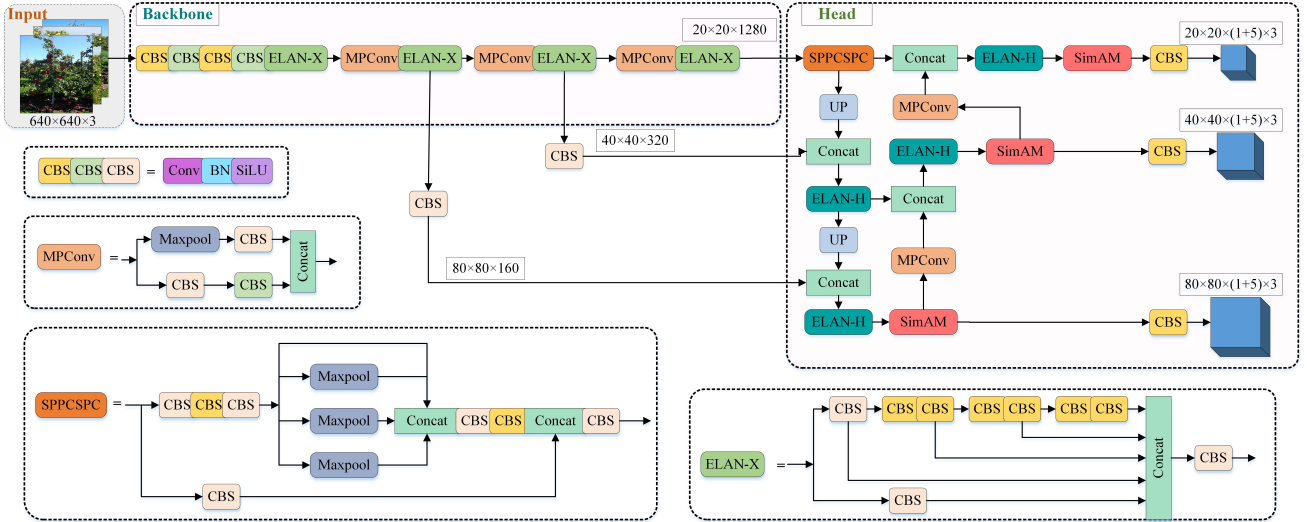 Input
640×640×3
Backbone
CBS CBS CBS CBS ELAN-X MPConv ELAN-X MPConv ELAN-X MPConv ELAN-X
20×20×1280
CBS
40×40×320
CBS
80×80×160
Head
20×20×(1+5)×3
SPPCSPC Concat ELAN-H SimAM CBS
UP MPConv
40×40×(1+5)×3
Concat ELAN-H SimAM CBS
ELAN-H Concat
UP MPConv
Concat
80×80×(1+5)×3
ELAN-H SimAM CBS
CBS CBS CBS = Conv BN SiLU
MPConv =
Maxpool CBS
CBS CBS
Concat
SPPCSPC =
CBS CBS CBS
Maxpool
Maxpool
Maxpool
Concat CBS CBS Concat CBS
CBS
ELAN-X =
CBS CBS CBS CBS CBS CBS CBS
CBS
Concat
CBS